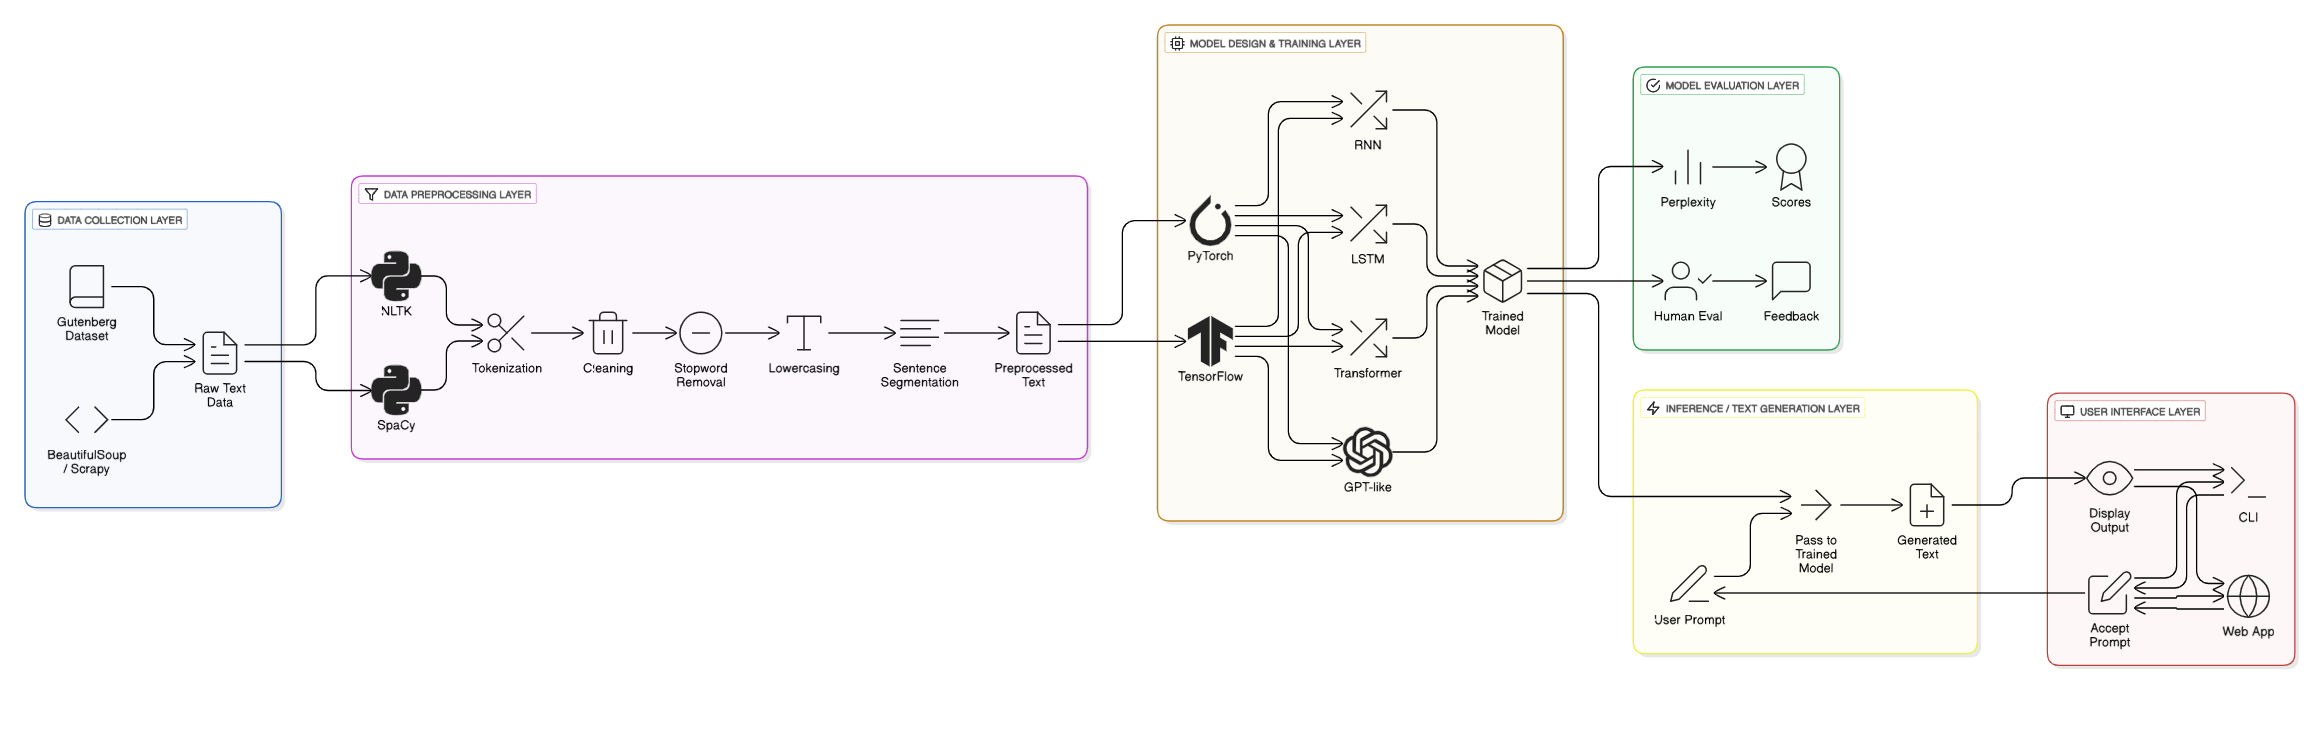 DATA COLLECTION LAYER
Gutenberg
Dataset
BeautifulSoup
/ Scrapy
Raw Text
Data
DATA PREPROCESSING LAYER
NLTK
SpaCy
Tokenization
Cleaning
Stopword
Removal
Lowercasing
Sentence
Segmentation
Preprocessed
Text
MODEL DESIGN & TRAINING LAYER
PyTorch
TensorFlow
RNN
LSTM
Transformer
GPT-like
Trained
Model
MODEL EVALUATION LAYER
Perplexity
Scores
Human Eval
Feedback
INFERENCE / TEXT GENERATION LAYER
User Prompt
Pass to
Trained
Model
Generated
Text
USER INTERFACE LAYER
Display
Output
CLI
Accept
Prompt
Web App